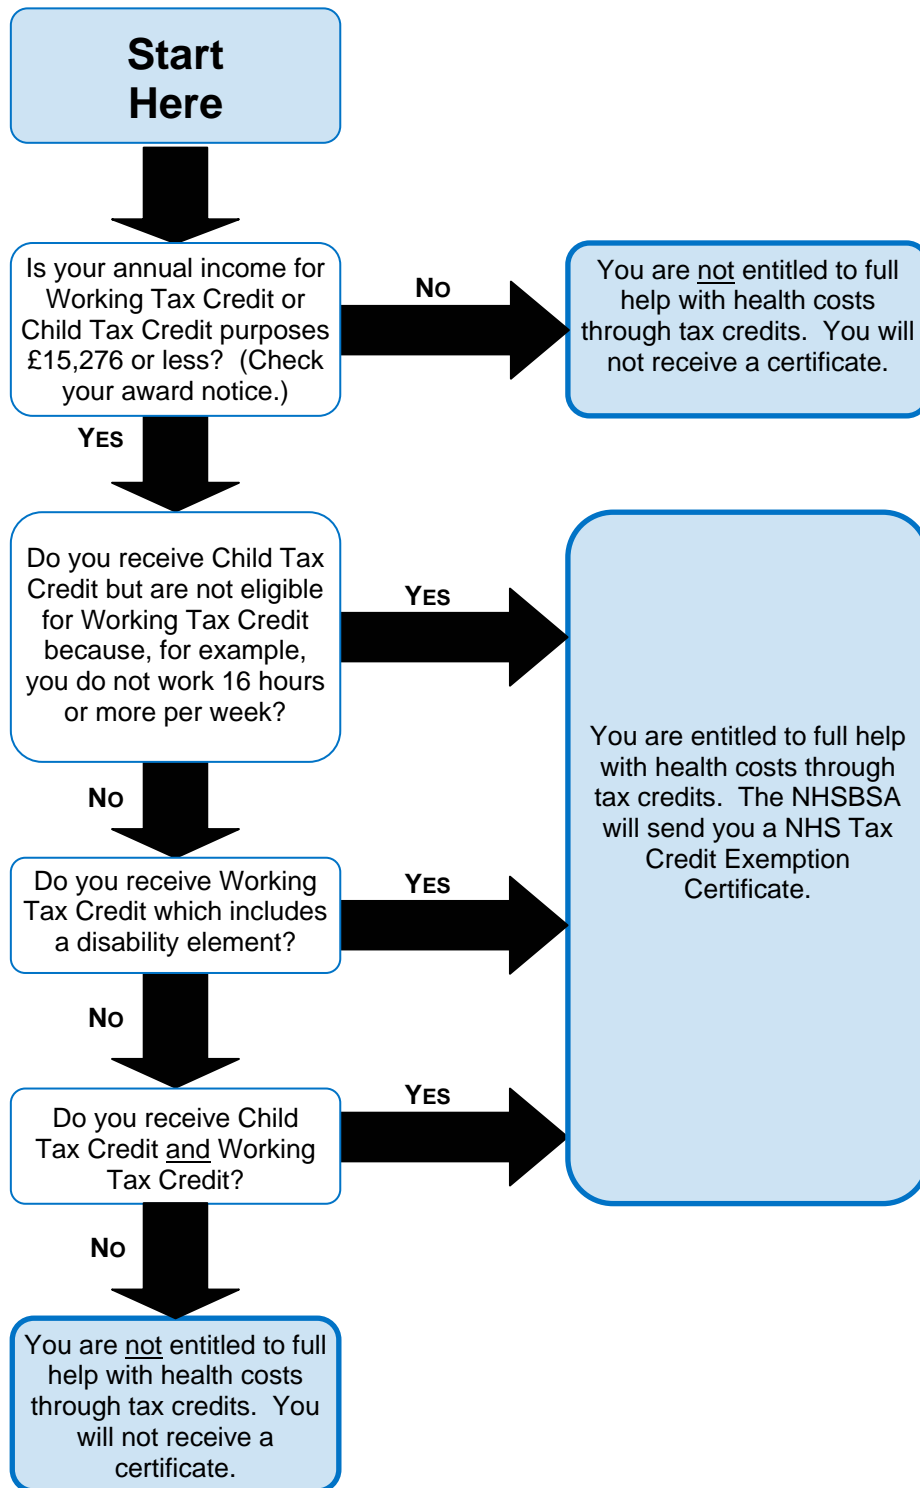 Start
Here
Is your annual income for
Working Tax Credit or
Child Tax Credit purposes
£15,276 or less?  (Check
your award notice.)
No
You are not entitled to full
help with health costs
through tax credits.  You will
not receive a certificate.
Yes
Do you receive Child Tax
Credit but are not eligible
for Working Tax Credit
because, for example,
you do not work 16 hours
or more per week?
Yes
You are entitled to full help
with health costs through
tax credits.  The NHSBSA
will send you a NHS Tax
Credit Exemption
Certificate.
No
Do you receive Working
Tax Credit which includes
a disability element?
Yes
No
Do you receive Child
Tax Credit and Working
Tax Credit?
Yes
No
You are not entitled to full
help with health costs
through tax credits.  You
will not receive a
certificate.